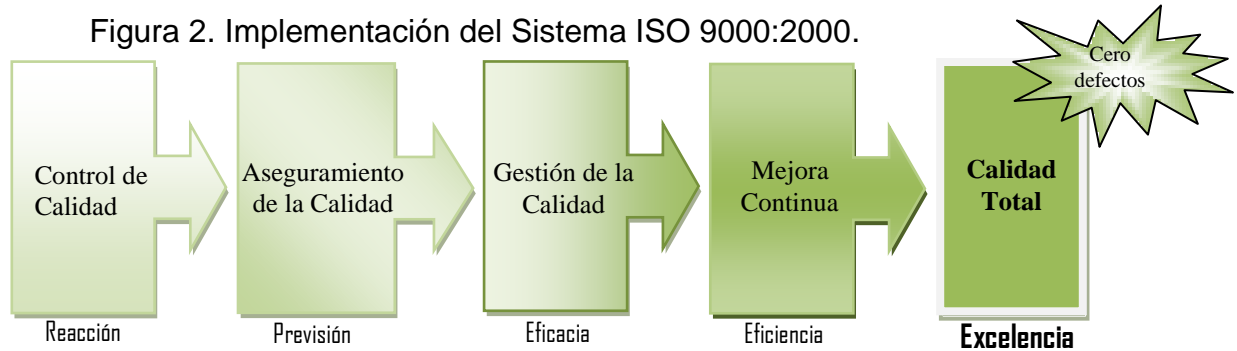 Figura 2. Implementación del Sistema ISO 9000:2000.
Cero
defectos
Control de
Calidad
Aseguramiento
de la Calidad
Gestión de la
Calidad
Mejora
Continua
Calidad
Total
Reacción
Previsión
Eficacia
Eficiencia
Excelencia